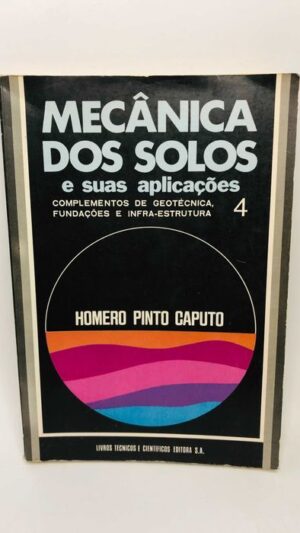 MECÂNICA
DOS SOLOS
e suas aplicações
COMPLEMENTOS DE GEOTÉCNICA,
FUNDAÇÕES E INFRA-ESTRUTURA 4
HOMERO PINTO CAPUTO
LIVROS TÉCNICOS E CIENTÍFICOS EDITORA S.A.